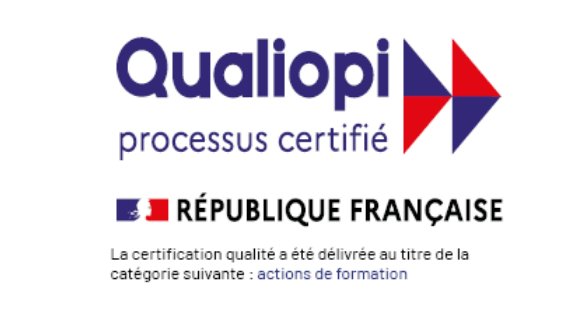 Qualiopi
processus certifié
RÉPUBLIQUE FRANÇAISE
La certification qualité a été délivrée au titre de la
catégorie suivante : actions de formation